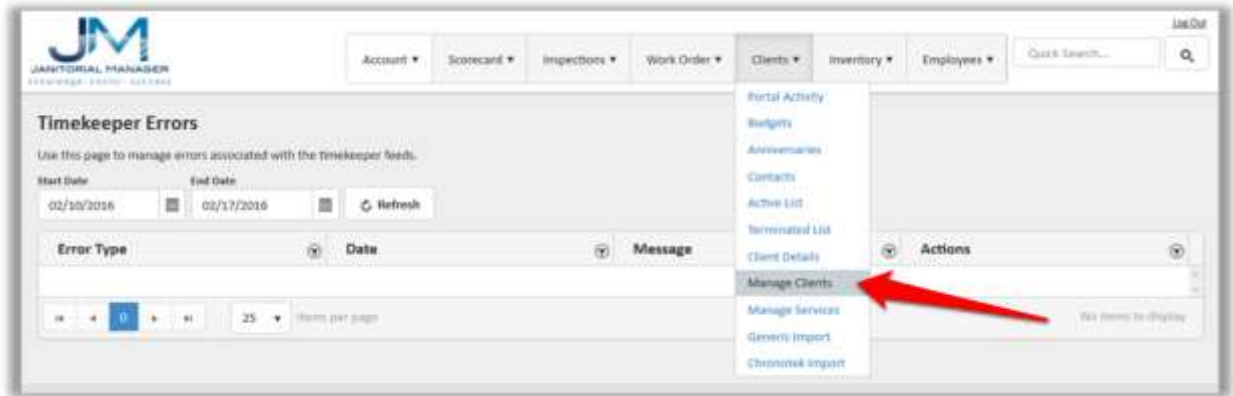 Log Out
JM
JANITORIAL MANAGER
Account ▾ Scorecard ▾ Inspections ▾ Work Order ▾ Clients ▾ Inventory ▾ Employees ▾ Quick Search...
Portal Activity
Budgets
Anniversaries
Contacts
Active List
Terminated List
Client Details
Manage Clients
Manage Services
Generic Import
Chronotek Import
Timekeeper Errors
Use this page to manage errors associated with the timekeeper feeds.
Start Date End Date
02/10/2016 02/17/2016 Refresh
Error Type Date Message Actions
0 25 items per page No items to display